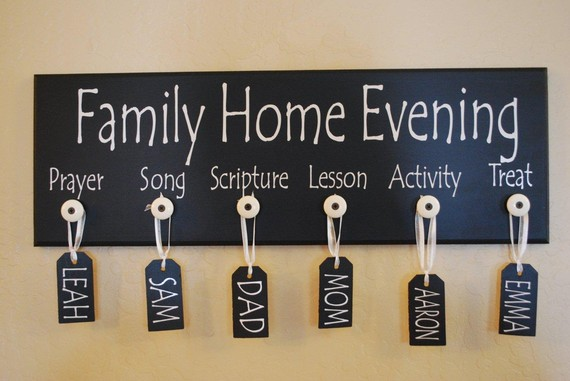 Family Home Evening
Prayer Song Scripture Lesson Activity Treat
LEAH SAM DAD MOM AARON EMMA